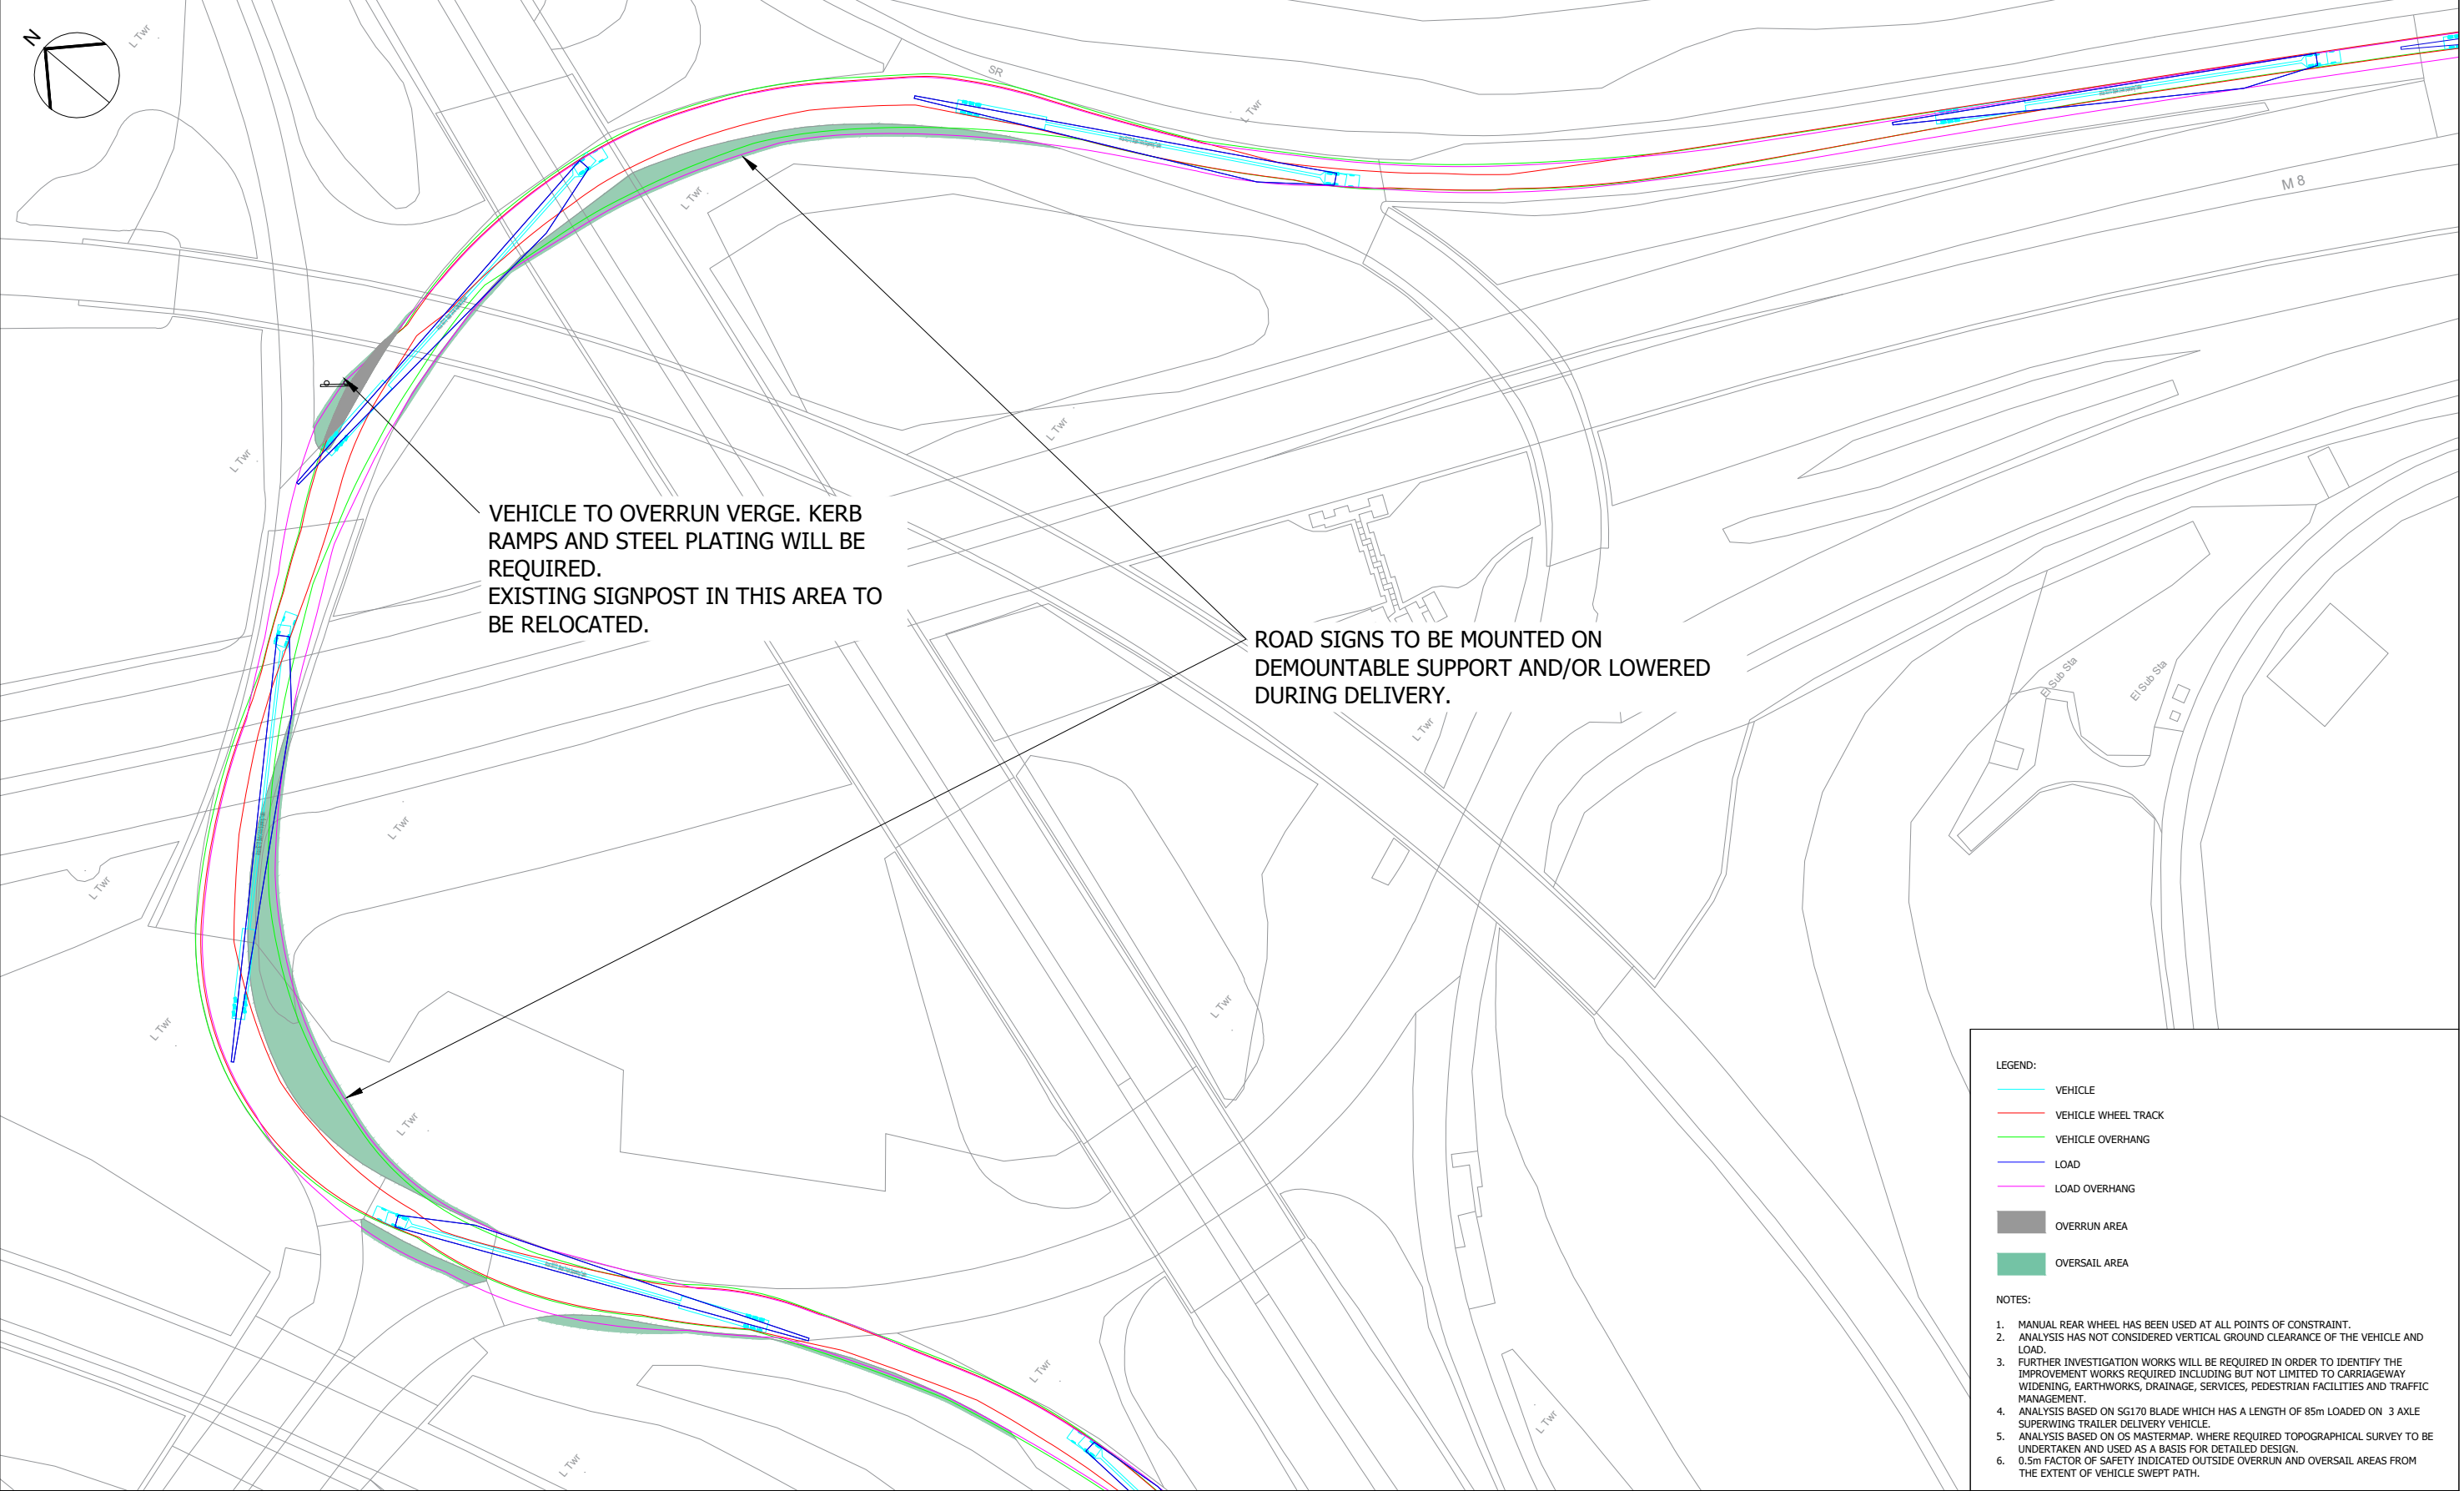 N
L Twr
SR
L Twr
M 8
L Twr
L Twr
L Twr
VEHICLE TO OVERRUN VERGE. KERB
RAMPS AND STEEL PLATING WILL BE
REQUIRED.
EXISTING SIGNPOST IN THIS AREA TO
BE RELOCATED.
ROAD SIGNS TO BE MOUNTED ON
DEMOUNTABLE SUPPORT AND/OR LOWERED
DURING DELIVERY.
El Sub Sta
El Sub Sta
L Twr
L Twr
L Twr
L Twr
L Twr
L Twr
L Twr
L Twr
L Twr
LEGEND:
VEHICLE
VEHICLE WHEEL TRACK
VEHICLE OVERHANG
LOAD
LOAD OVERHANG
OVERRUN AREA
OVERSAIL AREA
NOTES:
1. MANUAL REAR WHEEL HAS BEEN USED AT ALL POINTS OF CONSTRAINT.
2. ANALYSIS HAS NOT CONSIDERED VERTICAL GROUND CLEARANCE OF THE VEHICLE AND
LOAD.
3. FURTHER INVESTIGATION WORKS WILL BE REQUIRED IN ORDER TO IDENTIFY THE
IMPROVEMENT WORKS REQUIRED INCLUDING BUT NOT LIMITED TO CARRIAGEWAY
WIDENING, EARTHWORKS, DRAINAGE, SERVICES, PEDESTRIAN FACILITIES AND TRAFFIC
MANAGEMENT.
4. ANALYSIS BASED ON SG170 BLADE WHICH HAS A LENGTH OF 85m LOADED ON 3 AXLE
SUPERWING TRAILER DELIVERY VEHICLE.
5. ANALYSIS BASED ON OS MASTERMAP. WHERE REQUIRED TOPOGRAPHICAL SURVEY TO BE
UNDERTAKEN AND USED AS A BASIS FOR DETAILED DESIGN.
6. 0.5m FACTOR OF SAFETY INDICATED OUTSIDE OVERRUN AND OVERSAIL AREAS FROM
THE EXTENT OF VEHICLE SWEPT PATH.